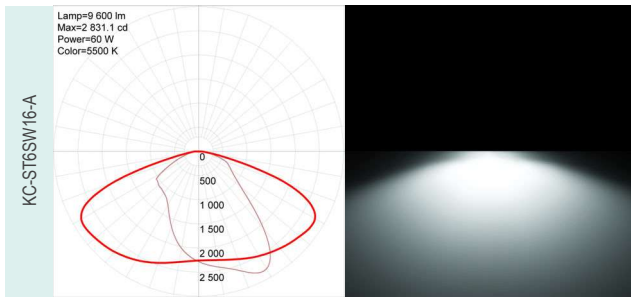 Lamp=9 600 lm
Max=2 831.1 cd
Power=60 W
Color=5500 K
KC-ST6SW16-A
0
500
1 000
1 500
2 000
2 500